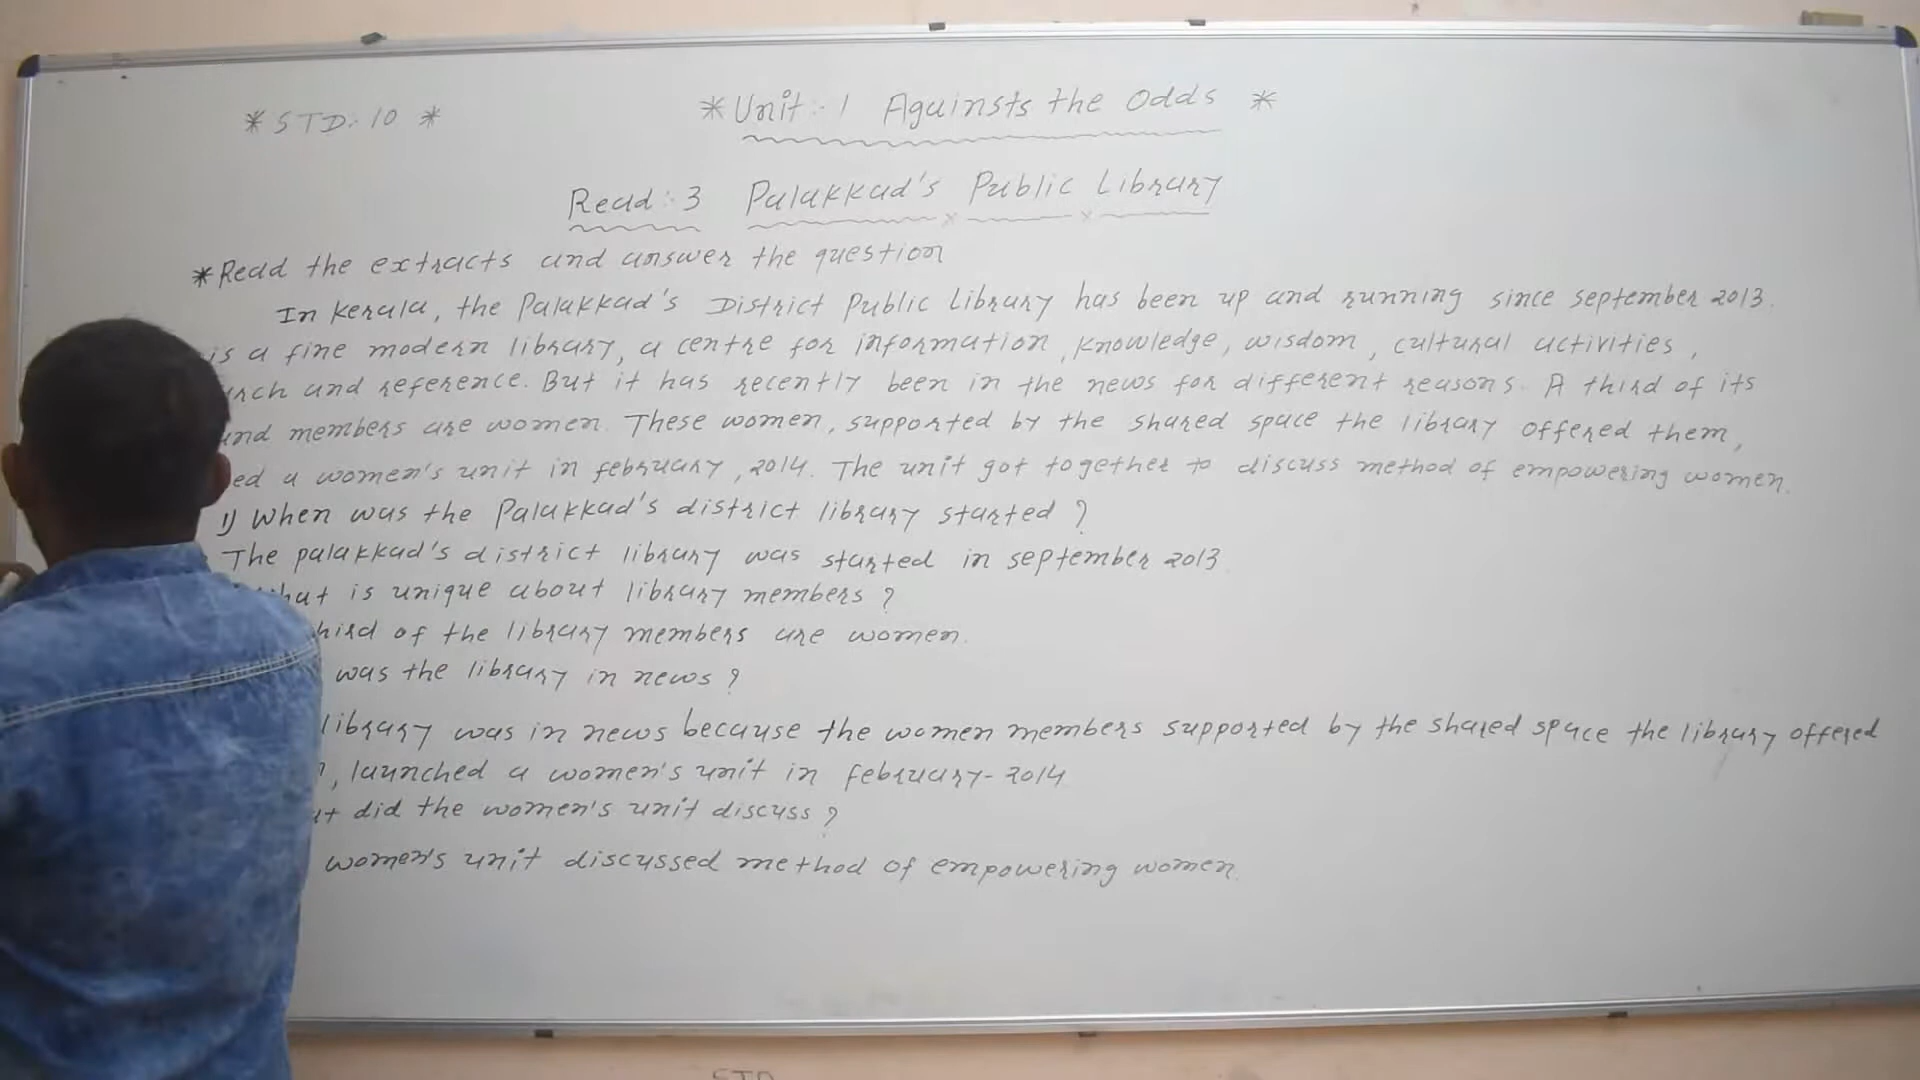 * STD:- 10 *
* Unit:- 1 Againsts the Odds *
Read:- 3 Palakkad's Public Library
* Read the extracts and answer the question
In Kerala, the Palakkad's District Public Library has been up and running since september 2013.
is a fine modern library, a centre for information, knowledge, wisdom, cultural activities,
and reference. But it has recently been in the news for different reasons. A third of its
and members are women. These women, supported by the shared space the library offered them,
a women's unit in february, 2014. The unit got together to discuss method of empowering women.
1) When was the Palakkad's district library started ?
The palakkad's district library was started in september 2013.
is unique about library members ?
of the library members are women.
was the library in news ?
library was in news because the women members supported by the shared space the library offered
, launched a women's unit in february-2014
did the women's unit discuss ?
women's unit discussed method of empowering women.
STD